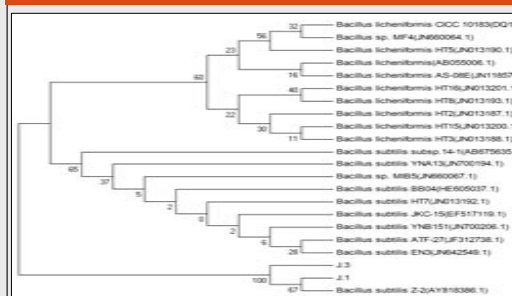 Bacillus licheniformis CICC 10183(DQ1
32
Bacillus sp. MF4(JN660064.1)
56
Bacillus licheniformis HT5(JN013190.1)
23
Bacillus licheniformis(AB055006.1)
Bacillus licheniformis AS-08E(JN11857
16
60
Bacillus licheniformis HT16(JN013201.1
40
Bacillus licheniformis HT8(JN013193.1)
22
Bacillus licheniformis HT2(JN013187.1)
Bacillus licheniformis HT15(JN013200.1
30
Bacillus licheniformis HT3(JN013188.1)
11
Bacillus subtilis subsp. 14-1(AB675635
65
Bacillus subtilis YNA13(JN700194.1)
37
Bacillus sp. MIB5(JN660067.1)
5
Bacillus subtilis BB04(HE605037.1)
2
Bacillus subtilis HT7(JN013192.1)
0
Bacillus subtilis JKC-15(EF517119.1)
2
Bacillus subtilis YNB151(JN700206.1)
Bacillus subtilis ATF-27(JF312738.1)
6
Bacillus subtilis EN3(JN642549.1)
28
J.3
100
J.1
Bacillus subtilis Z-2(AY818386.1)
67